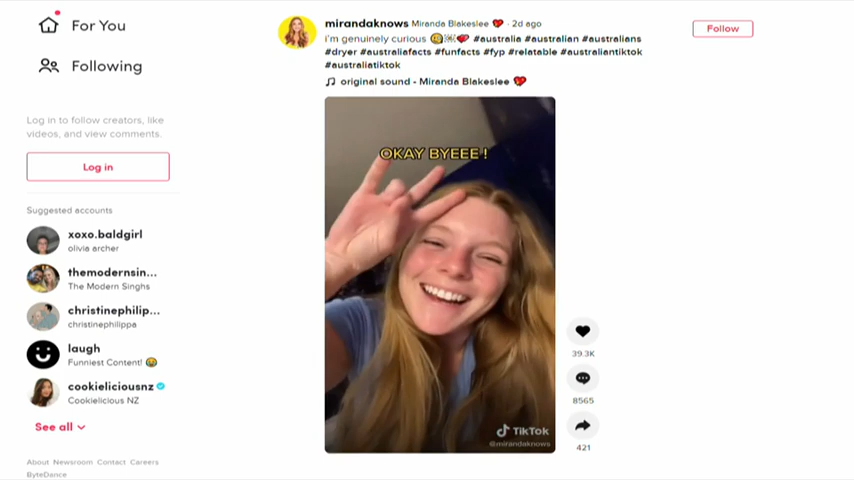 For You
Following
Log in to follow creators, like
videos, and view comments.
Log in
Suggested accounts
xoxo.baldgirl
olivia archer
themodernsin...
The Modern Singhs
christinephilip...
christinephilippa
laugh
Funniest Content! 😂
cookieliciousnz
Cookielicious NZ
See all
About Newsroom Contact Careers
ByteDance
mirandaknows Miranda Blakeslee · 2d ago
i'm genuinely curious #australia #australian #australians
#dryer #australiafacts #funfacts #fyp #relatable #australiantiktok
#australiatiktok
original sound - Miranda Blakeslee
Follow
OKAY BYEEE !
TikTok
@mirandaknows
39.3K
8565
421